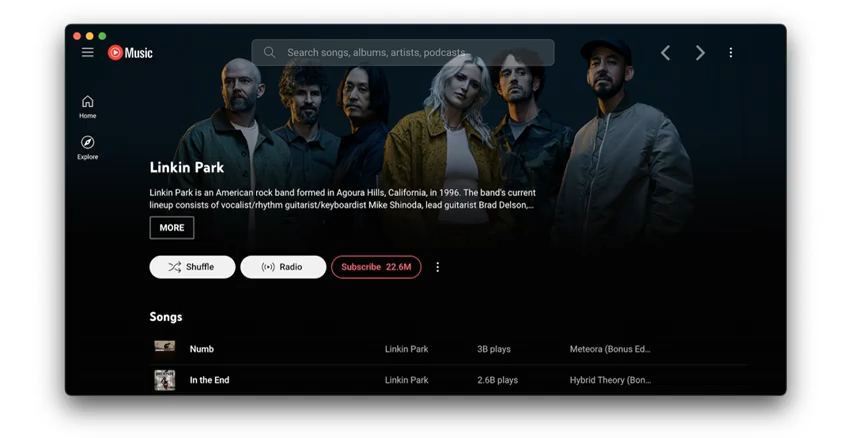 Music
Search songs, albums, artists, podcasts
Home
Explore
Linkin Park
Linkin Park is an American rock band formed in Agoura Hills, California, in 1996. The band's current
lineup consists of vocalist/rhythm guitarist/keyboardist Mike Shinoda, lead guitarist Brad Delson,...
MORE
Shuffle
Radio
Subscribe 22.6M
Songs
Numb Linkin Park 3B plays Meteora (Bonus Ed...
In the End Linkin Park 2.6B plays Hybrid Theory (Bon...